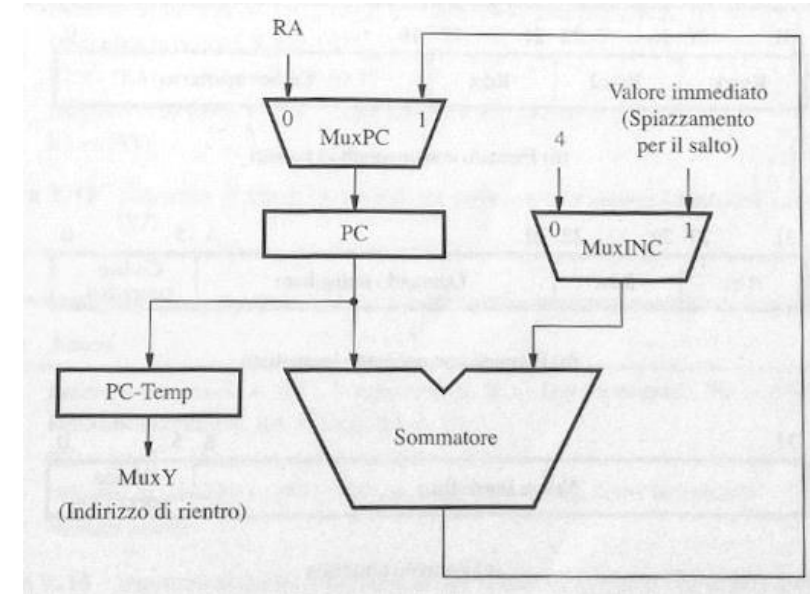 RA
0
1
MuxPC
Valore immediato
(Spiazzamento
per il salto)
4
PC
0
1
MuxINC
PC-Temp
Sommatore
MuxY
(Indirizzo di rientro)